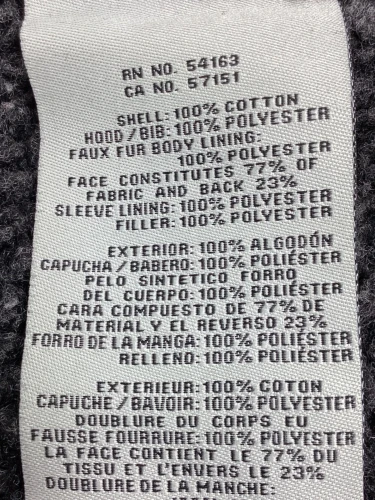 RN NO. 54163
CA NO. 57151
SHELL: 100% COTTON
HOOD/BIB: 100% POLYESTER
FAUX FUR BODY LINING:
100% POLYESTER
FACE CONSTITUTES 77% OF
FABRIC AND BACK 23%
SLEEVE LINING: 100% POLYESTER
FILLER: 100% POLYESTER
EXTERIOR: 100% ALGODÓN
CAPUCHA/BABERO: 100% POLIÉSTER
PELO SINTETICO FORRO
DEL CUERPO: 100% POLIÉSTER
CARA COMPUESTO DE 77% DE
MATERIAL Y EL REVERSO 23%
FORRO DE LA MANGA: 100% POLIÉSTER
RELLENO: 100% POLIÉSTER
EXTERIEUR: 100% COTON
CAPUCHE/BAVOIR: 100% POLYESTER
DOUBLURE DU CORPS EU
FAUSSE FOURRURE: 100% POLYESTER
LA FACE CONTIENT LE 77% DU
TISSU ET L'ENVERS LE 23%
DOUBLURE DE LA MANCHE: